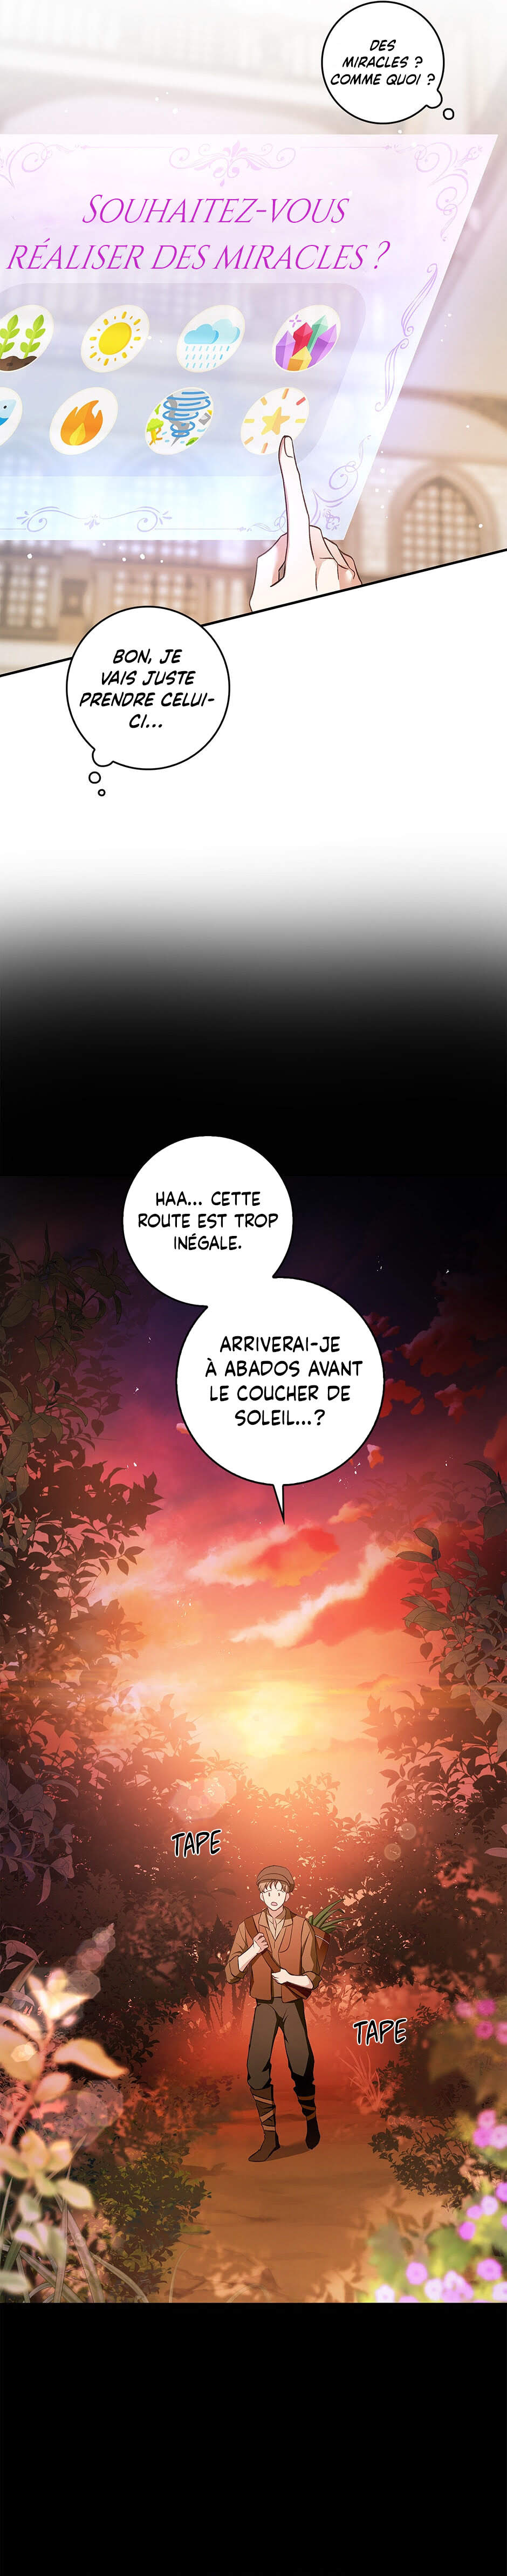 DES
MIRACLES ?
COMME QUOI ?
SOUHAITEZ-VOUS
RÉALISER DES MIRACLES ?
BON, JE
VAIS JUSTE
PRENDRE CELUI-
CI...
HAA... CETTE
ROUTE EST TROP
INÉGALE.
ARRIVERAI-JE
À ABADOS AVANT
LE COUCHER DE
SOLEIL...?
TAPE
TAPE